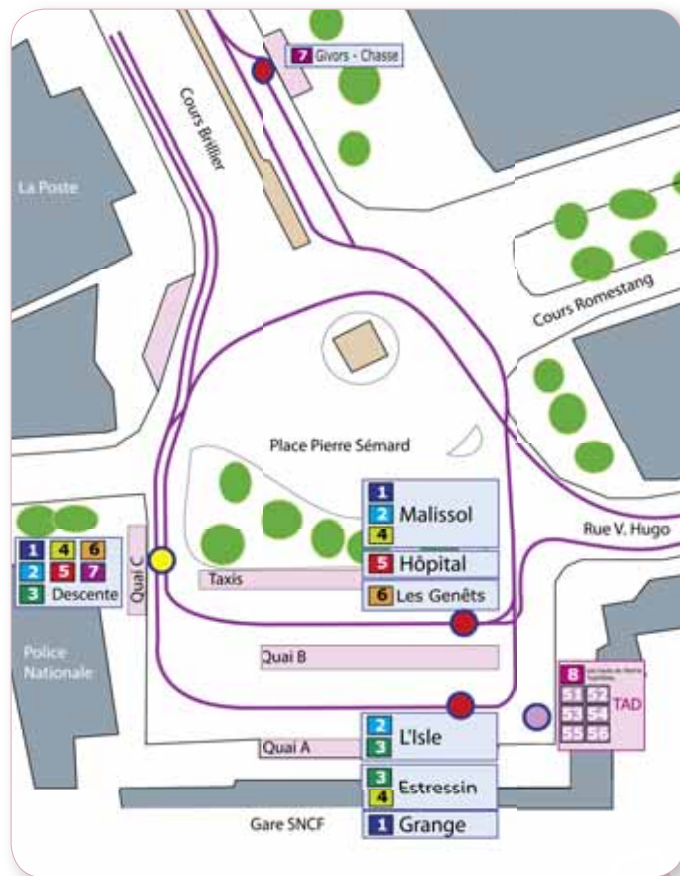 7 Givors - Chasse
Cours Brillier
La Poste
Cours Romestang
Place Pierre Sémard
1
2 Malissol
4
5 Hôpital
6 Les Genêts
Rue V. Hugo
1 4 6
2 5 7
3 Descente
Quai C
Taxis
Police
Nationale
Quai B
8
51 52
53 54 TAD
55 56
Quai A
2
3 L'Isle
3
4 Estressin
1 Grange
Gare SNCF